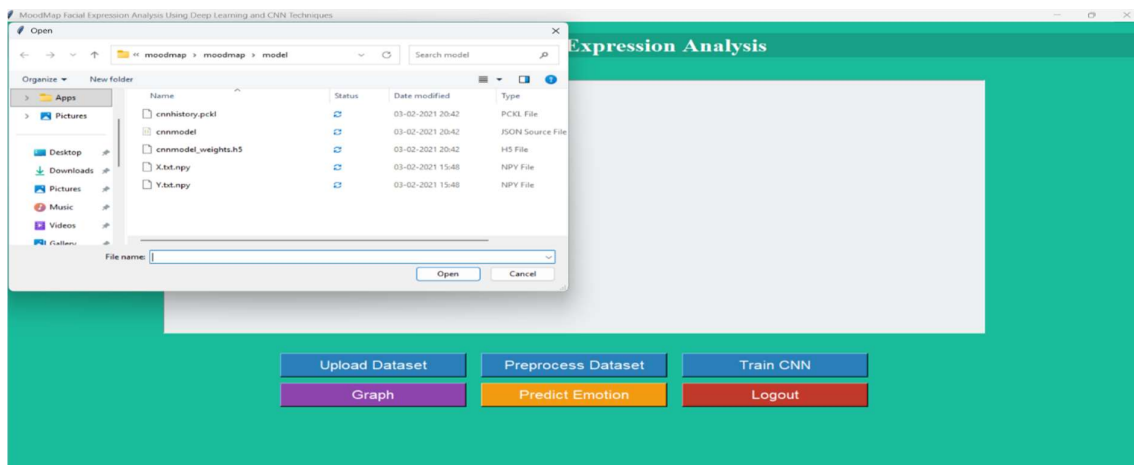 MoodMap Facial Expression Analysis Using Deep Learning and CNN Techniques
Open
Expression Analysis
« moodmap > moodmap > model
Search model
Organize
New folder
Name Status Date modified Type
Apps
Pictures
cnnhistory.pckl 03-02-2021 20:42 PCKL File
cnnmodel 03-02-2021 20:42 JSON Source File
cnnmodel_weights.h5 03-02-2021 20:42 H5 File
X.txt.npy 03-02-2021 15:48 NPY File
Y.txt.npy 03-02-2021 15:48 NPY File
Desktop
Downloads
Pictures
Music
Videos
Gallery
File name:
Open Cancel
Upload Dataset Preprocess Dataset Train CNN
Graph Predict Emotion Logout